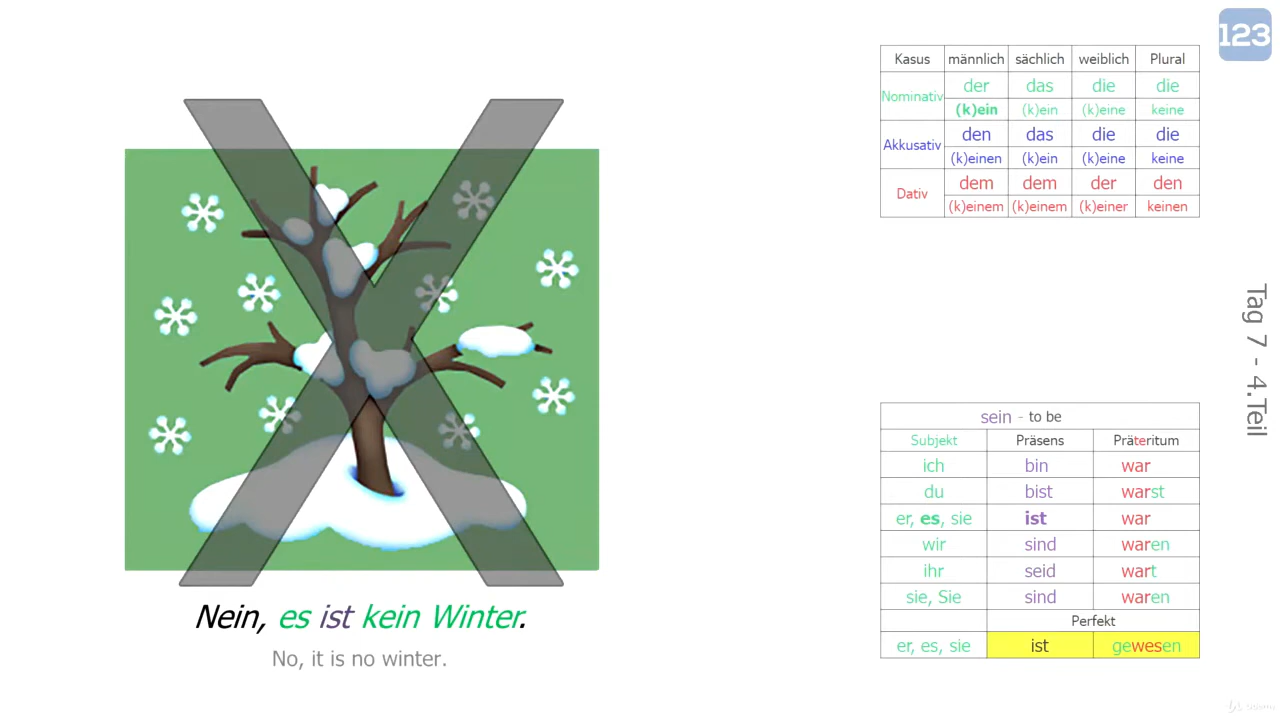 123
Kasus männlich sächlich weiblich Plural
Nominativ der das die die
(k)ein (k)ein (k)eine keine
Akkusativ den das die die
(k)einen (k)ein (k)eine keine
Dativ dem dem der den
(k)einem (k)einem (k)einer keinen
Tag 7 - 4.Teil
sein - to be
Subjekt Präsens Präteritum
ich bin war
du bist warst
er, es, sie ist war
wir sind waren
ihr seid wart
sie, Sie sind waren
Perfekt
er, es, sie ist gewesen
Nein, es ist kein Winter.
No, it is no winter.